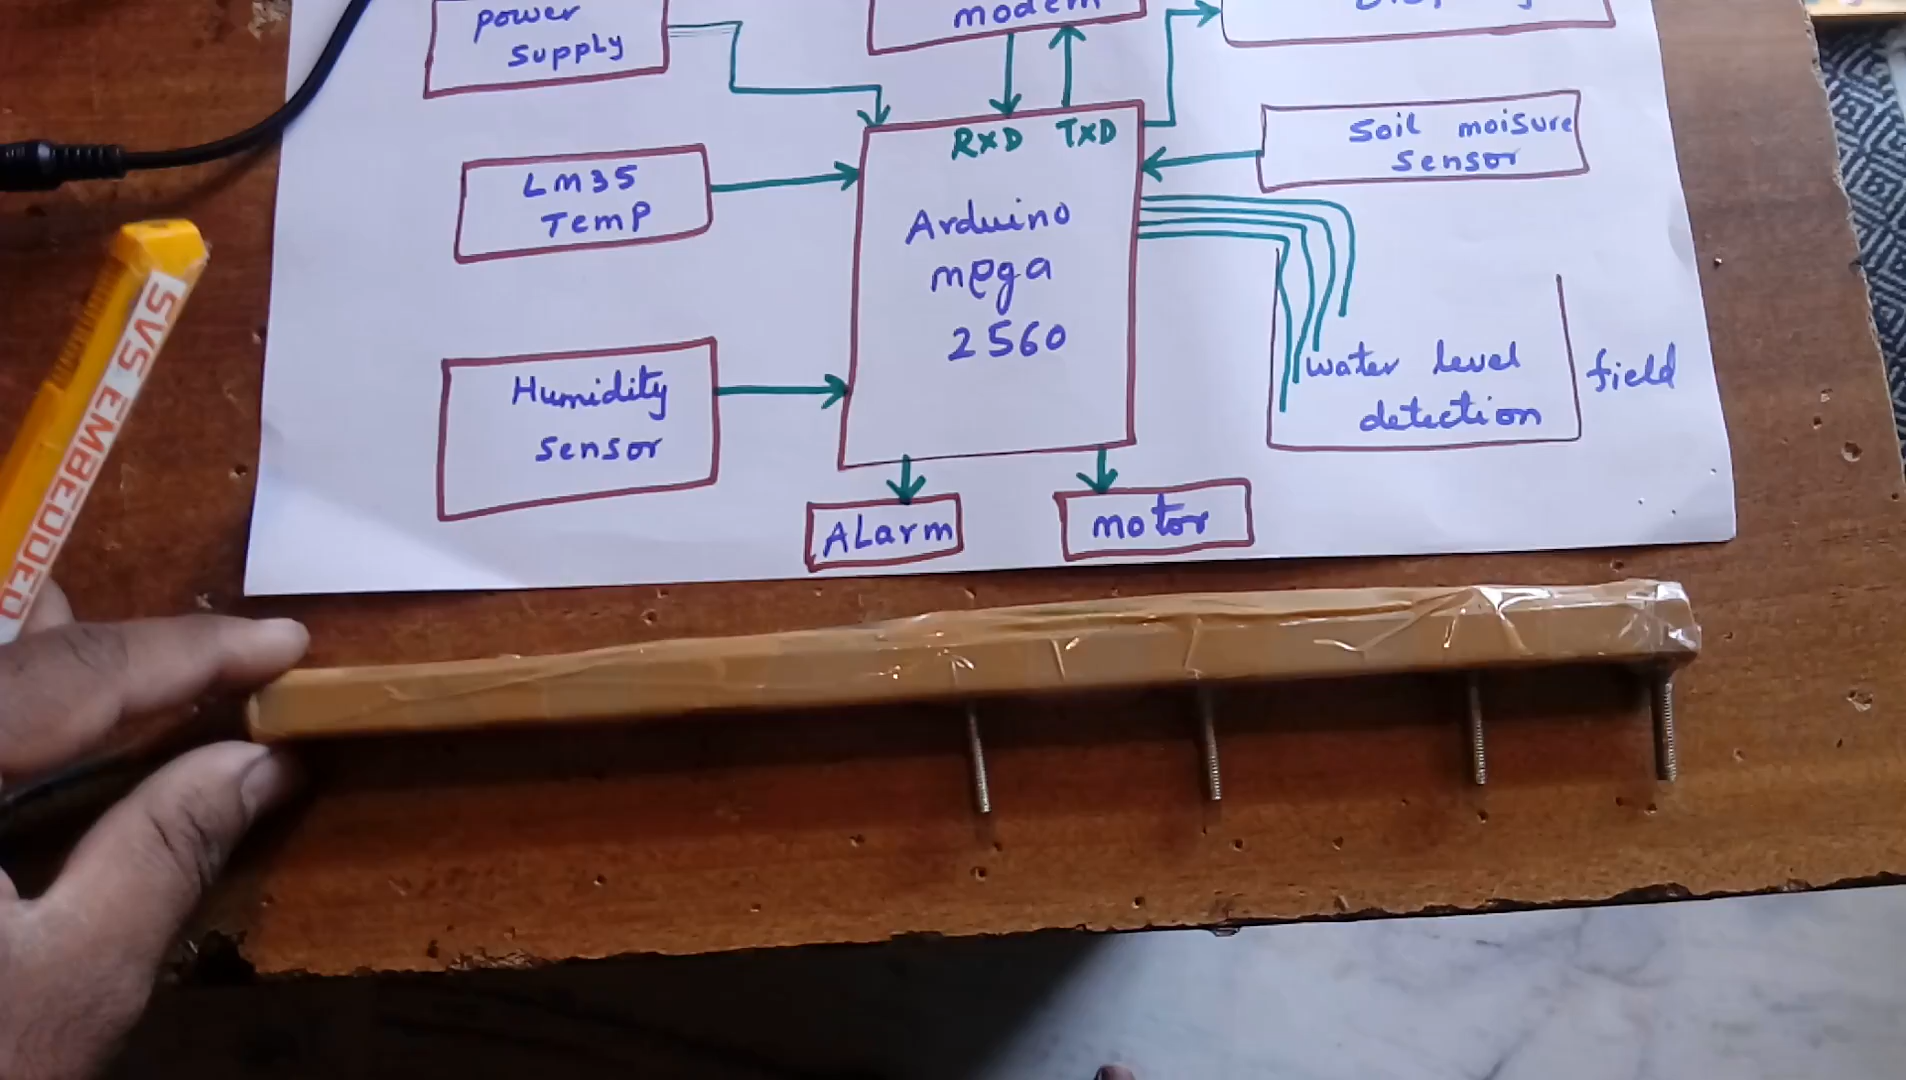 power
supply
modem
RXD TXD
Soil moisure
sensor
LM35
Temp
Arduino
mega
2560
Humidity
sensor
water level
detection
field
ALarm
motor
SVS EMBEDDED